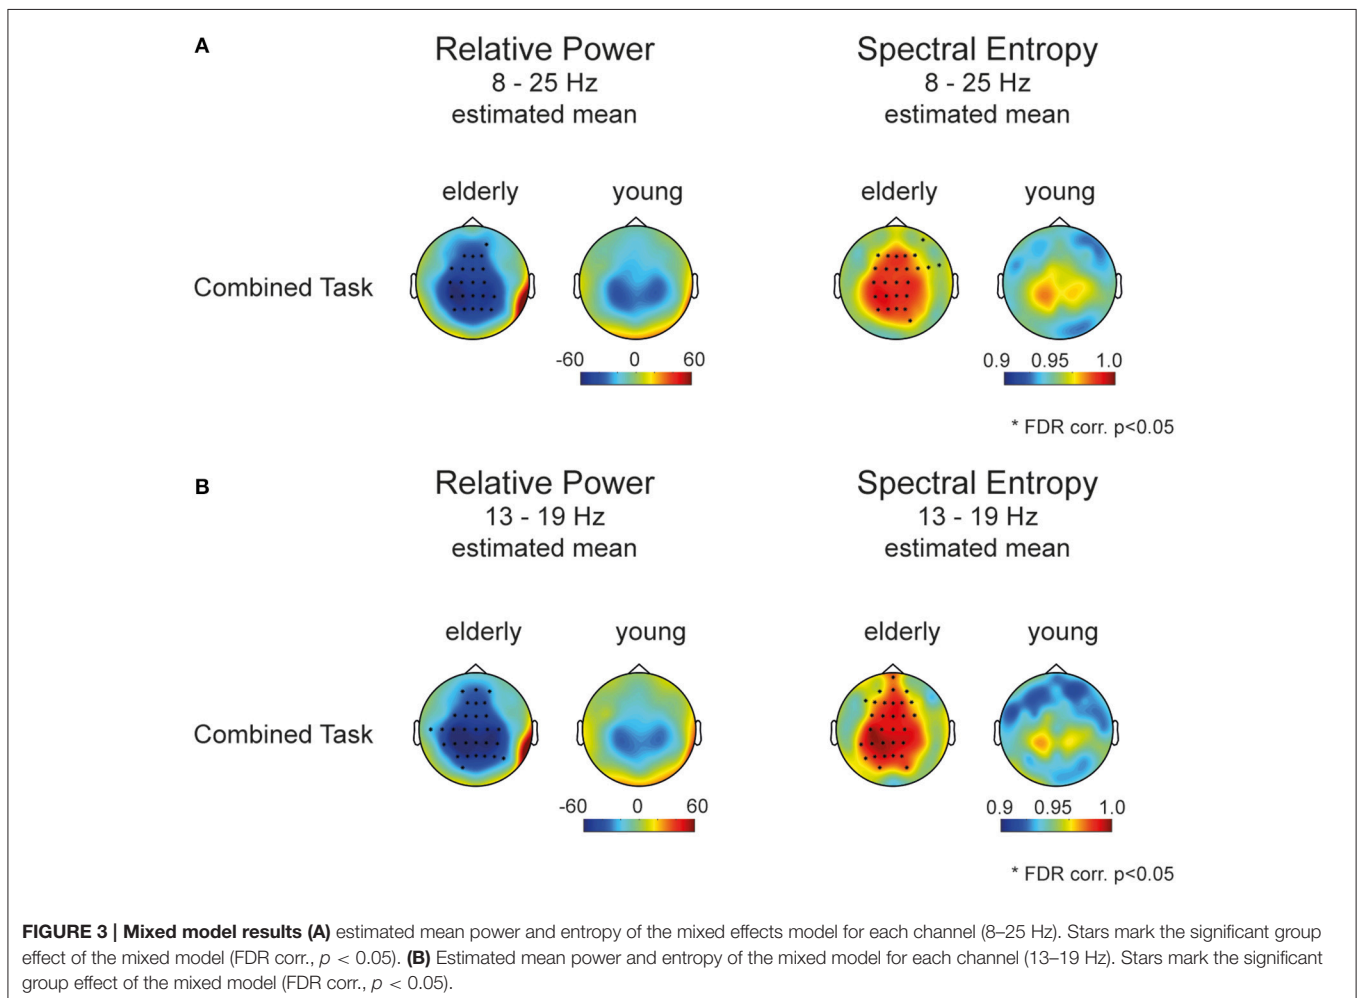 A
Relative Power
8 - 25 Hz
estimated mean
Spectral Entropy
8 - 25 Hz
estimated mean
elderly
young
elderly
young
Combined Task
-60 0 60
0.9 0.95 1.0
* FDR corr. p<0.05
B
Relative Power
13 - 19 Hz
estimated mean
Spectral Entropy
13 - 19 Hz
estimated mean
elderly
young
elderly
young
Combined Task
-60 0 60
0.9 0.95 1.0
* FDR corr. p<0.05
FIGURE 3 | Mixed model results (A) estimated mean power and entropy of the mixed effects model for each channel (8–25 Hz). Stars mark the significant group
effect of the mixed model (FDR corr., p < 0.05). (B) Estimated mean power and entropy of the mixed model for each channel (13–19 Hz). Stars mark the significant
group effect of the mixed model (FDR corr., p < 0.05).